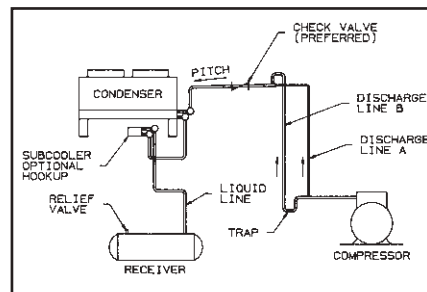 CHECK VALVE
(PREFERRED)
PITCH
CONDENSER
DISCHARGE
LINE B
DISCHARGE
LINE A
SUBCOOLER
OPTIONAL
HOOKUP
RELIEF
VALVE
LIQUID
LINE
TRAP
RECEIVER
COMPRESSOR